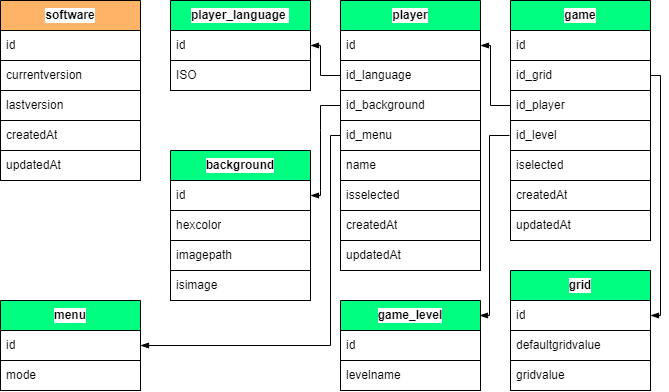 software
id
currentversion
lastversion
createdAt
updatedAt
player_language
id
ISO
player
id
id_language
id_background
id_menu
name
isselected
createdAt
updatedAt
game
id
id_grid
id_player
id_level
iselected
createdAt
updatedAt
background
id
hexcolor
imagepath
isimage
menu
id
mode
game_level
id
levelname
grid
id
defaultgridvalue
gridvalue